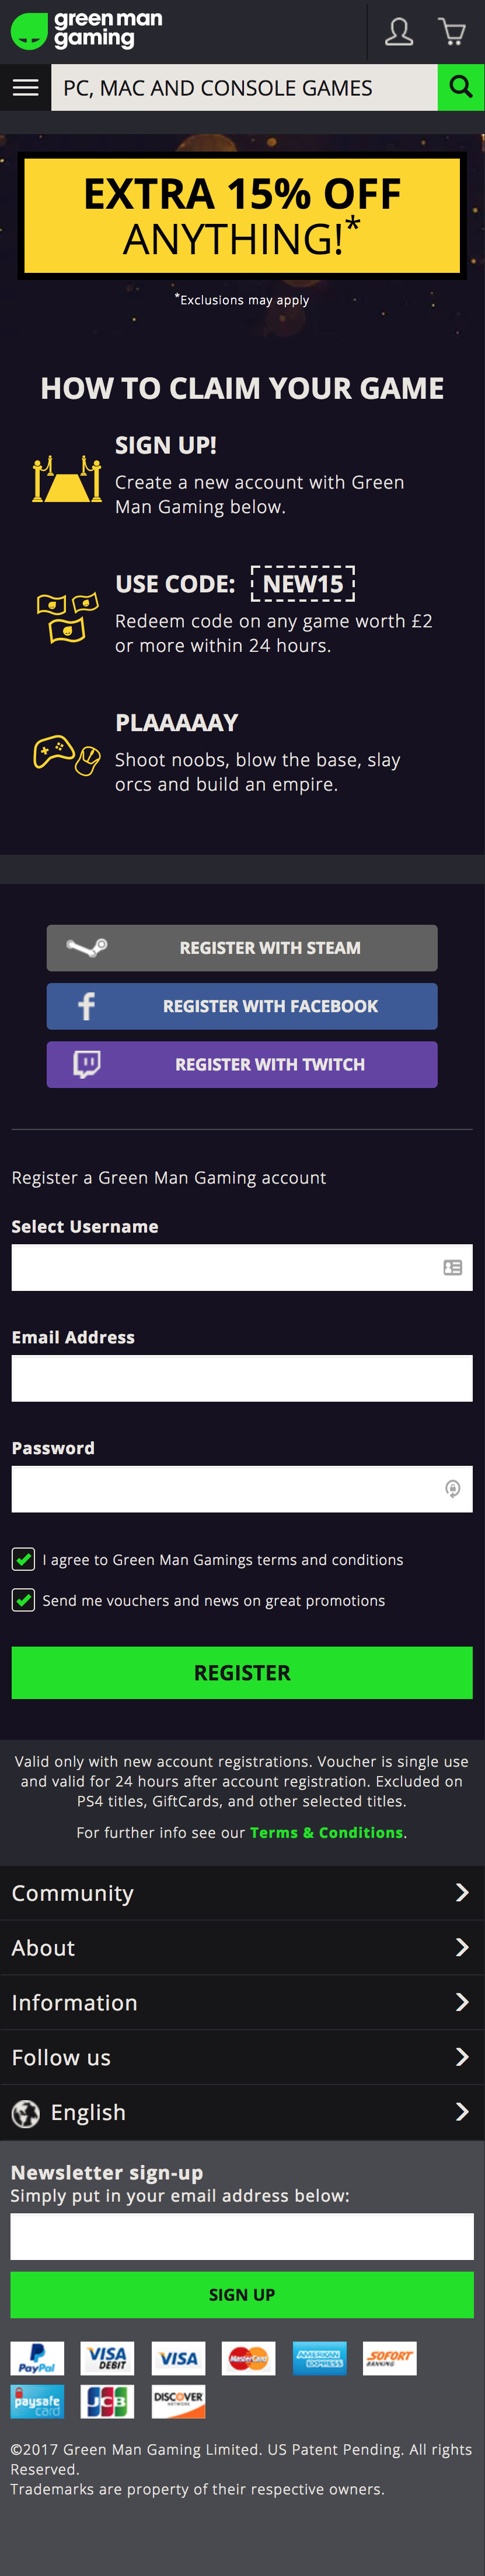 green man
gaming
PC, MAC AND CONSOLE GAMES
EXTRA 15% OFF
ANYTHING!*
*Exclusions may apply
HOW TO CLAIM YOUR GAME
SIGN UP!
Create a new account with Green
Man Gaming below.
USE CODE: NEW15
Redeem code on any game worth £2
or more within 24 hours.
PLAAAAAY
Shoot noobs, blow the base, slay
orcs and build an empire.
REGISTER WITH STEAM
REGISTER WITH FACEBOOK
REGISTER WITH TWITCH
Register a Green Man Gaming account
Select Username
Email Address
Password
I agree to Green Man Gamings terms and conditions
Send me vouchers and news on great promotions
REGISTER
Valid only with new account registrations. Voucher is single use
and valid for 24 hours after account registration. Excluded on
PS4 titles, GiftCards, and other selected titles.
For further info see our Terms & Conditions.
Community
About
Information
Follow us
English
Newsletter sign-up
Simply put in your email address below:
SIGN UP
PayPal VISA DEBIT VISA MasterCard AMERICAN EXPRESS SOFORT BANKING
paysafe card JCB DISCOVER NETWORK
©2017 Green Man Gaming Limited. US Patent Pending. All rights
Reserved.
Trademarks are property of their respective owners.